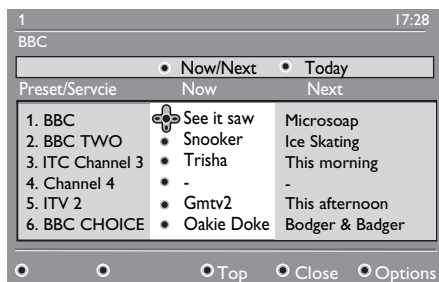 1 17:28
BBC
Now/Next Today
Preset/Servcie Now Next
1. BBC See it saw Microsoap
2. BBC TWO Snooker Ice Skating
3. ITC Channel 3 Trisha This morning
4. Channel 4 - -
5. ITV 2 Gmtv2 This afternoon
6. BBC CHOICE Oakie Doke Bodger & Badger
Top Close Options